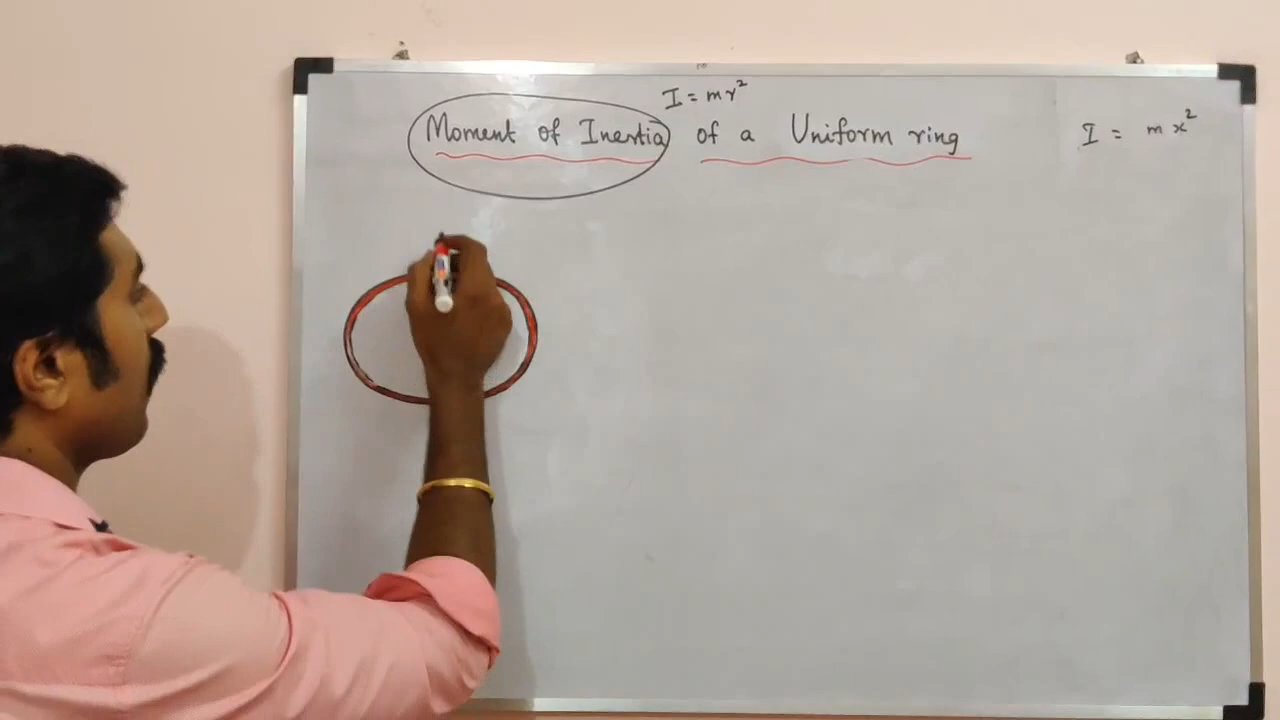 I = mr²
Moment of Inertia of a Uniform ring
I = mx²